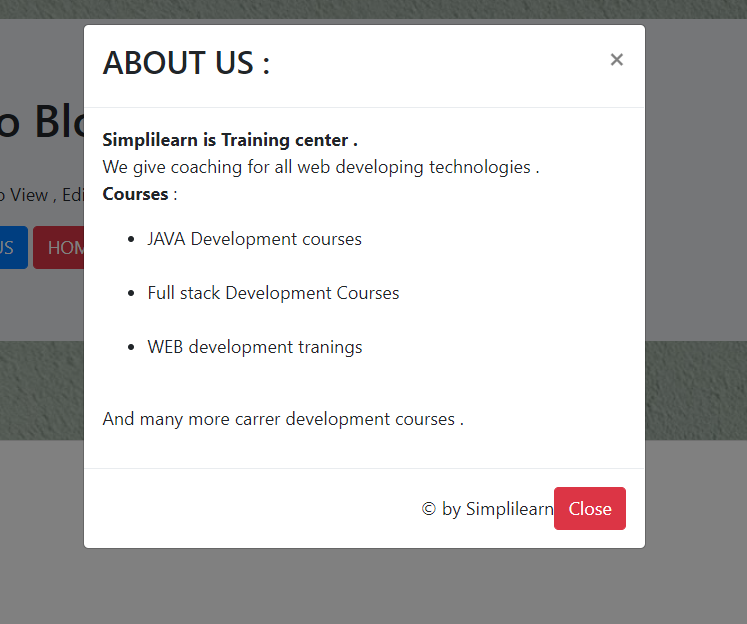 ABOUT US :
×
o Blo
Simplilearn is Training center .
We give coaching for all web developing technologies .
o View , Edi
Courses :
US
HOM
• JAVA Development courses
• Full stack Development Courses
• WEB development tranings
And many more carrer development courses .
© by Simplilearn
Close